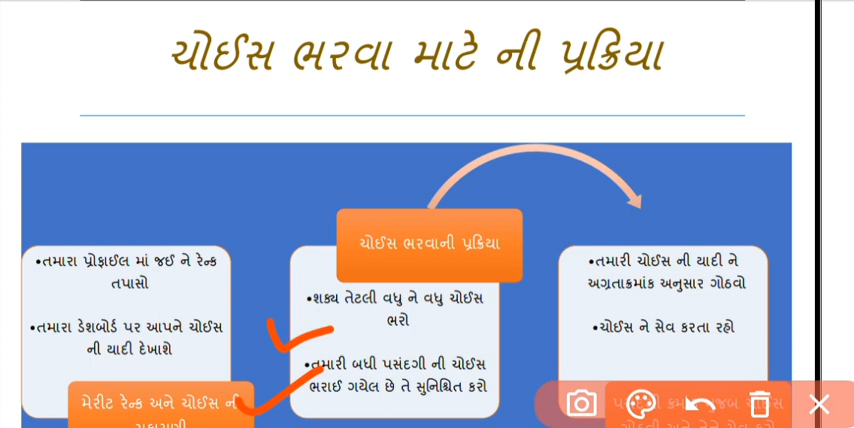 ચોઈસ ભરવા માટે ની પ્રક્રિયા
•તમારા પ્રોફાઈલ માં જઈ ને રેન્ક
તપાસો
•તમારા ડેશબોર્ડ પર આપને ચોઈસ
ની યાદી દેખાશે
મેરીટ રેન્ક અને ચોઈસ ની
ચોઈસ ભરવાની પ્રક્રિયા
•શક્ય તેટલી વધુ ને વધુ ચોઈસ
ભરો
•તમારી બધી પસંદગી ની ચોઈસ
ભરાઈ ગયેલ છે તે સુનિશ્ચિત કરો
•તમારી ચોઈસ ની યાદી ને
અગ્રતાક્રમાંક અનુસાર ગોઠવો
•ચોઈસ ને સેવ કરતા રહો